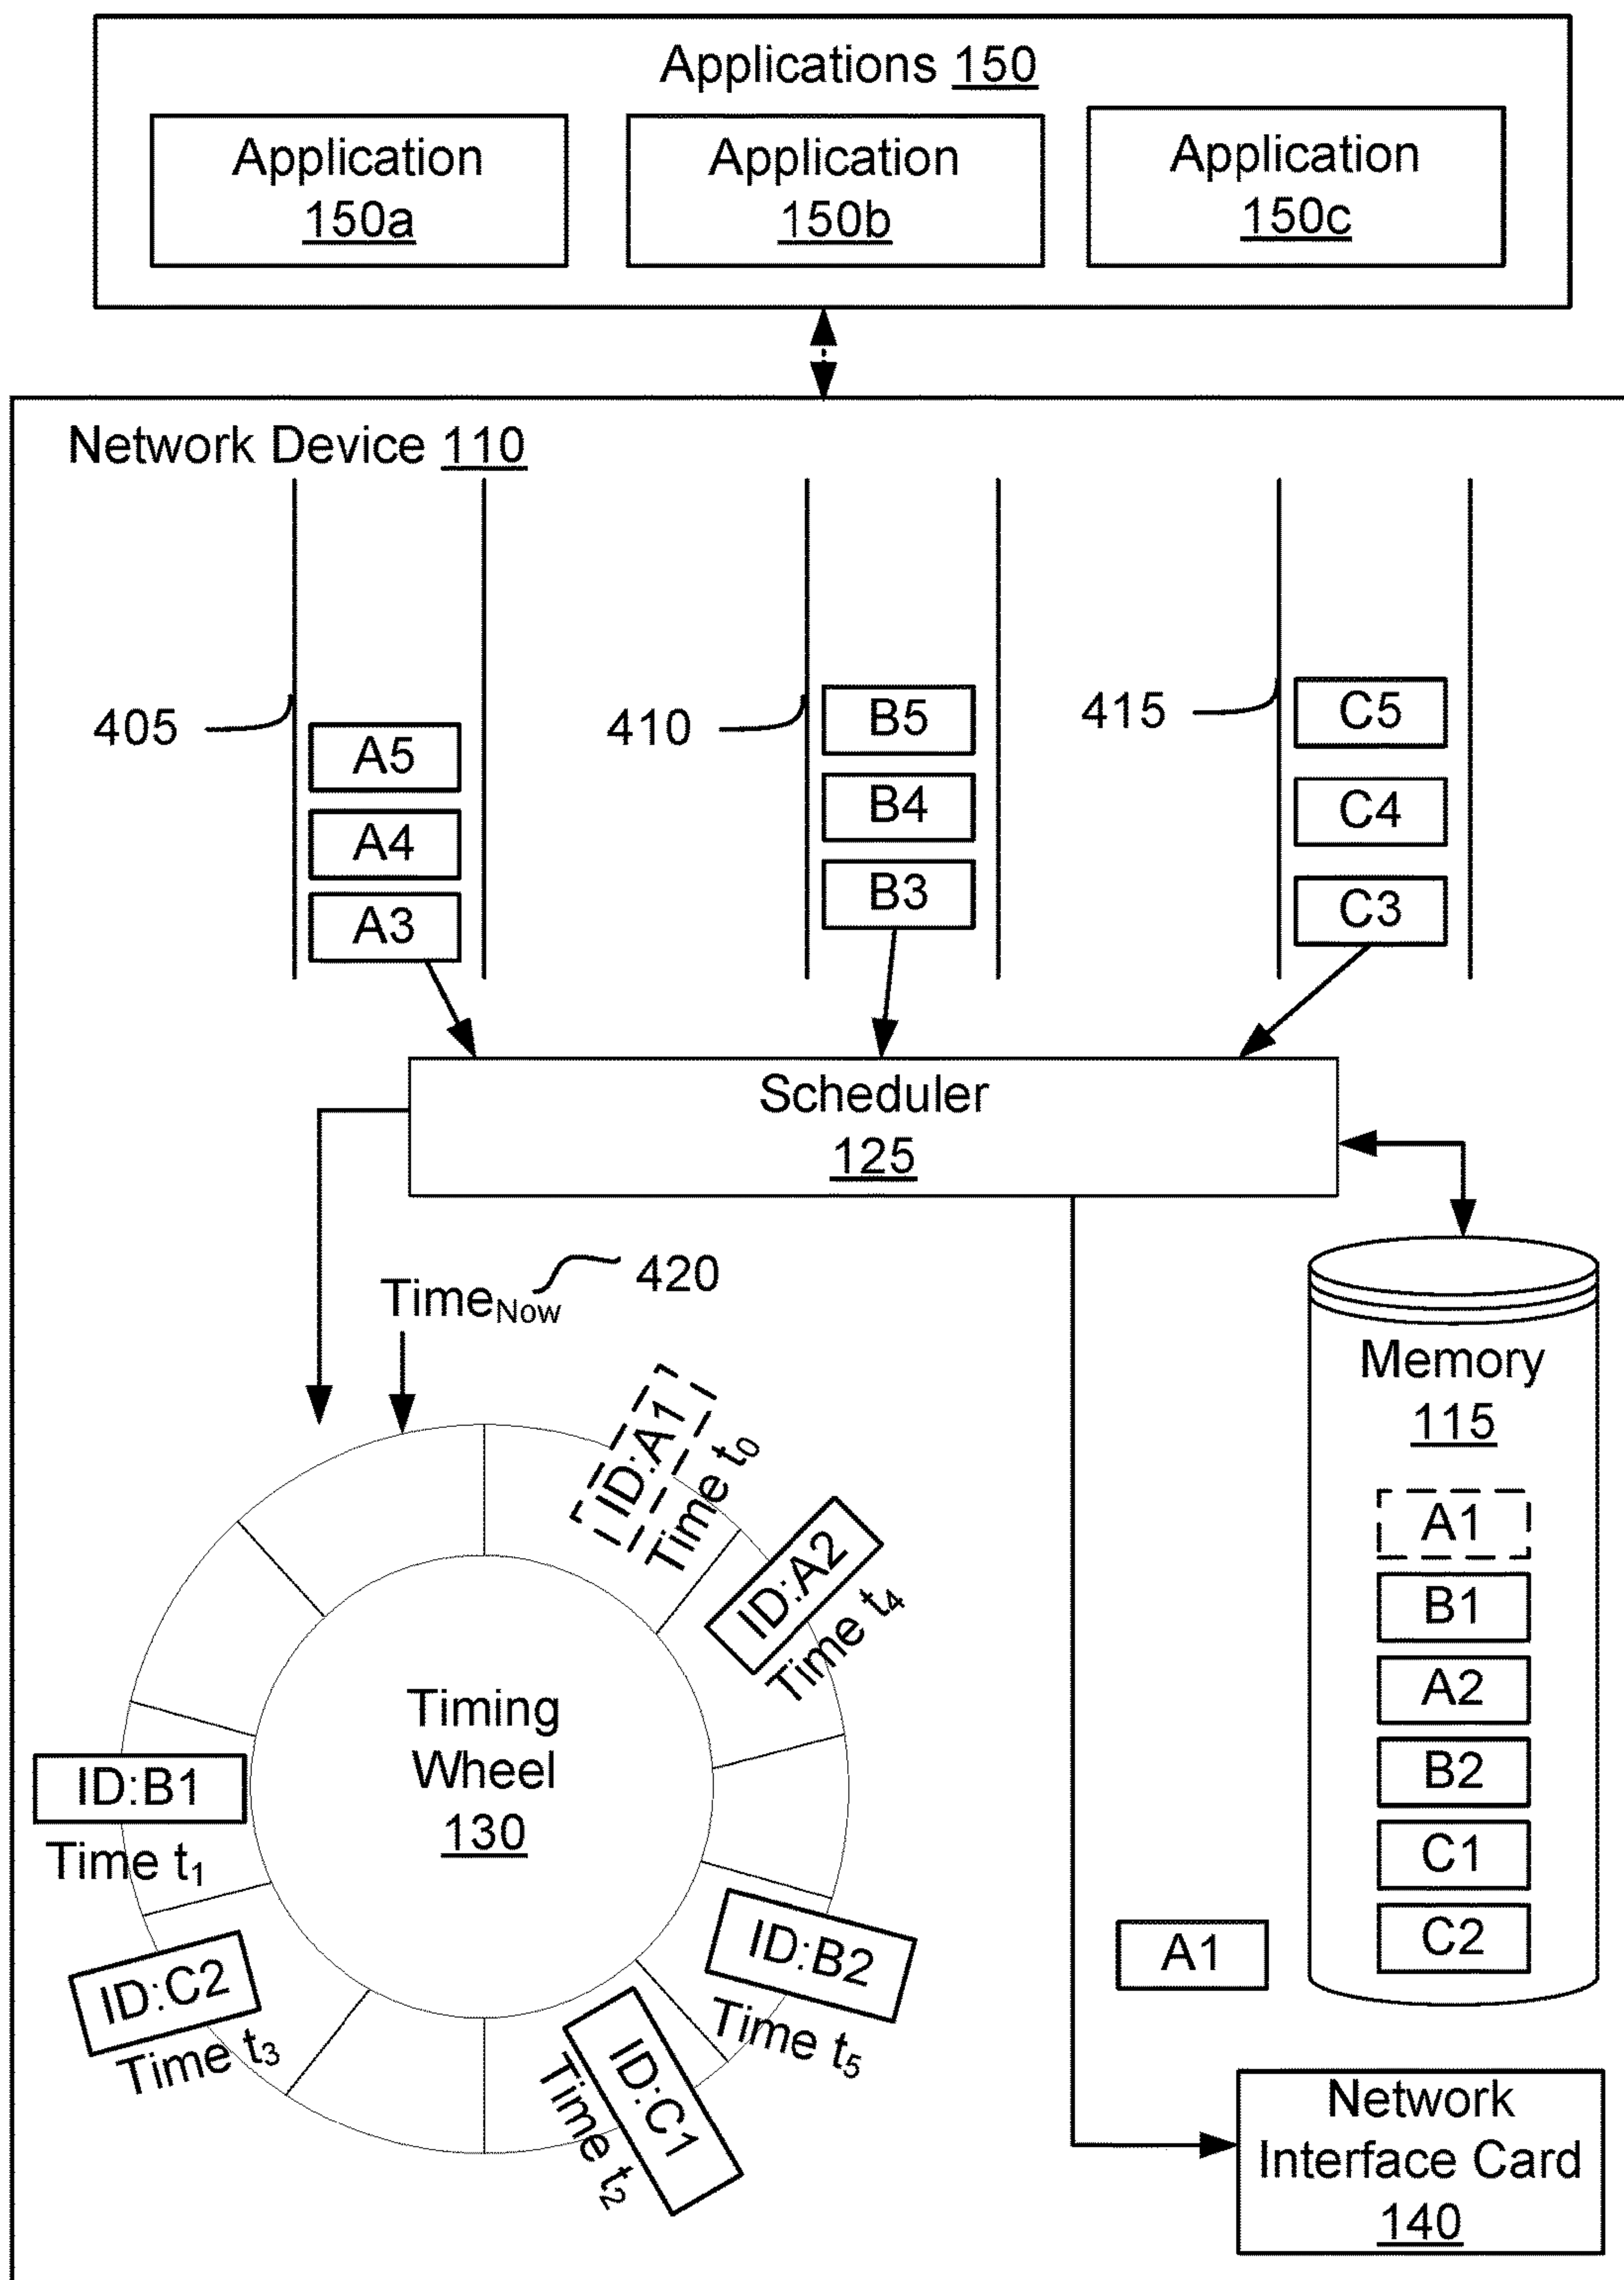 Applications 150
Application
150a
Application
150b
Application
150c
Network Device 110
405
A5
A4
A3
410
B5
B4
B3
415
C5
C4
C3
Scheduler
125
TimeNow
420
ID:A1
Time t0
ID:A2
Time t4
Timing
Wheel
130
ID:B1
Time t1
ID:C2
Time t3
ID:C1
Time t2
ID:B2
Time t5
Memory
115
A1
B1
A2
B2
C1
C2
A1
Network
Interface Card
140